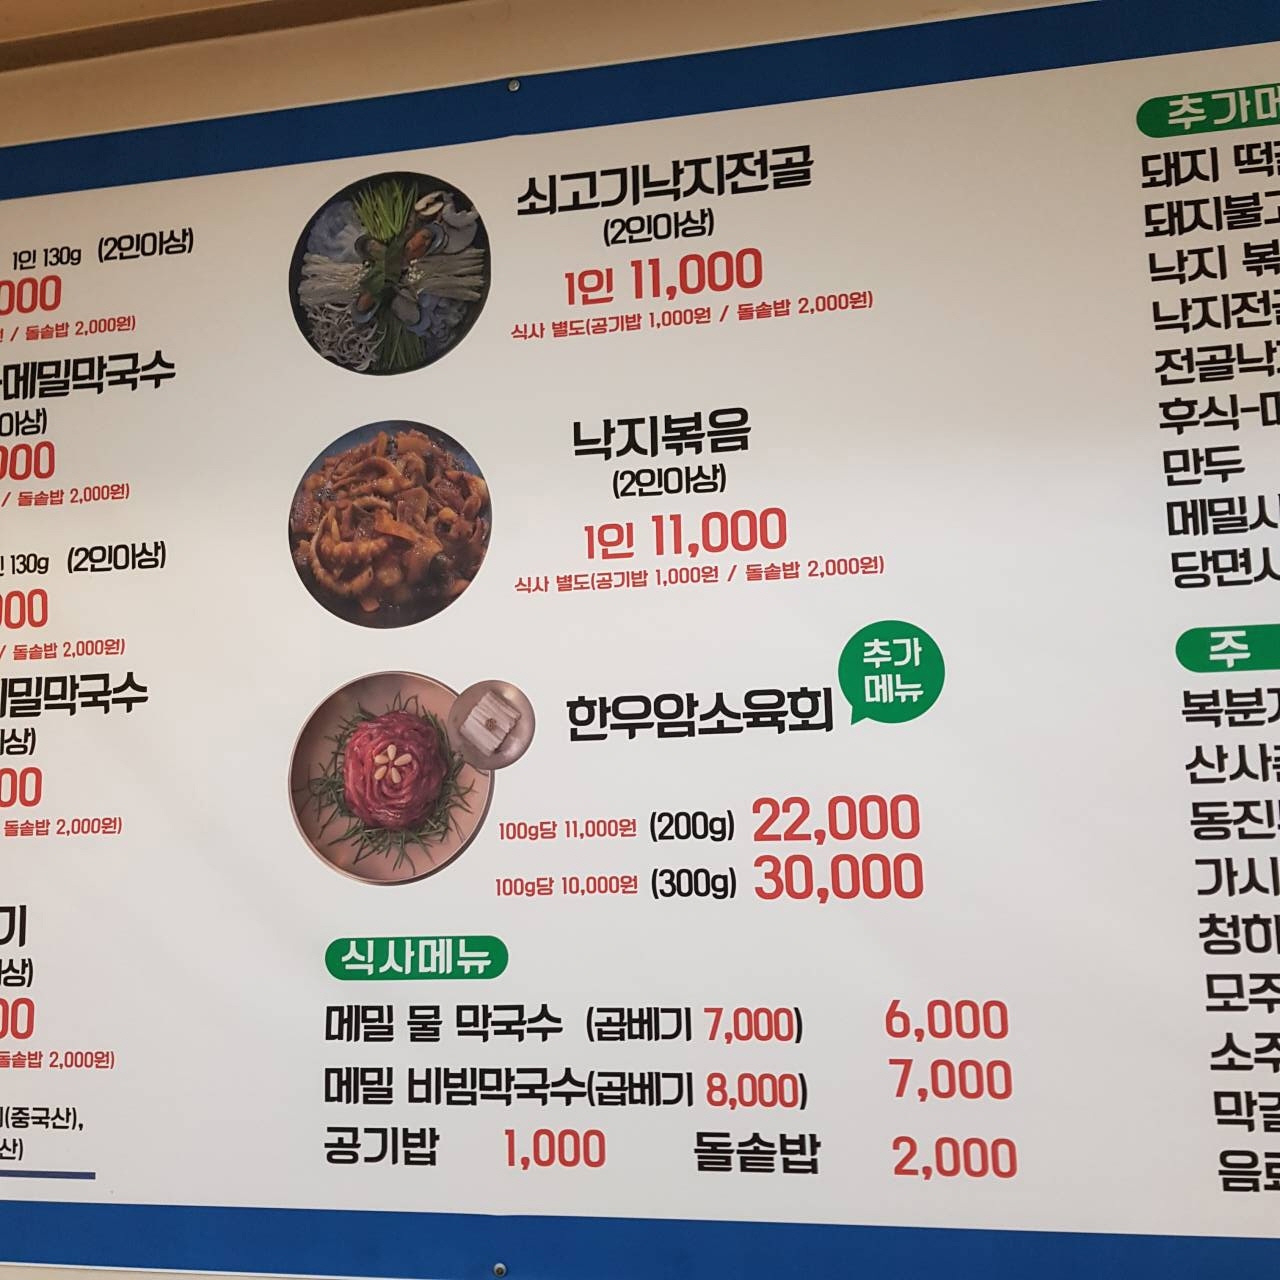 1인 130g (2인이상)
000
/ 돌솥밥 2,000원)
메밀막국수
이상)
000
/ 돌솥밥 2,000원)
130g (2인이상)
000
/ 돌솥밥 2,000원)
밀막국수
상)
00
돌솥밥 2,000원)
기
상)
00
돌솥밥 2,000원)
(중국산),
산)
쇠고기낙지전골
(2인이상)
1인 11,000
식사 별도(공기밥 1,000원 / 돌솥밥 2,000원)
낙지볶음
(2인이상)
1인 11,000
식사 별도(공기밥 1,000원 / 돌솥밥 2,000원)
추가
메뉴
한우암소육회
100g당 11,000원 (200g) 22,000
100g당 10,000원 (300g) 30,000
식사메뉴
메밀 물 막국수 (곱베기 7,000) 6,000
메밀 비빔막국수(곱베기 8,000) 7,000
공기밥 1,000 돌솥밥 2,000
추가메
돼지 떡
돼지불고
낙지 볶
낙지전골
전골낙
후식-
만두
메밀사
당면사
주
복분
산사
동진
가시
청하
모주
소주
막걸
음료